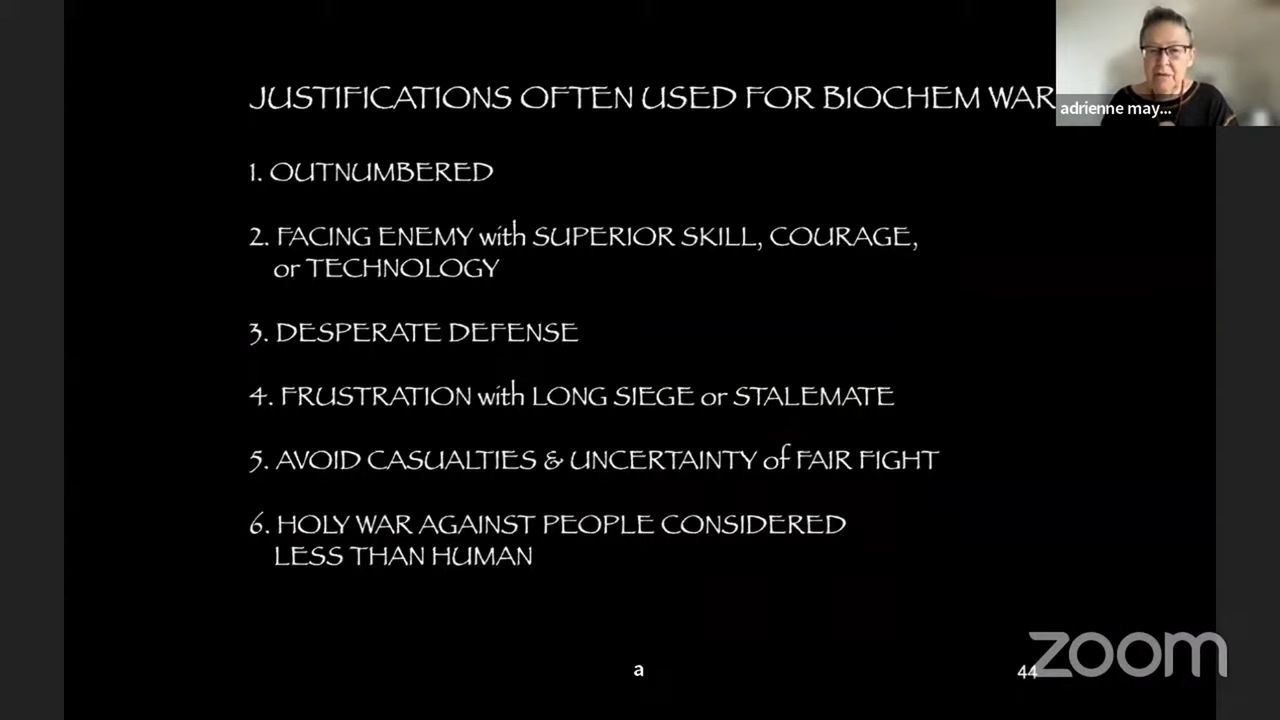 JUSTIFICATIONS OFTEN USED FOR BIOCHEM WAR
adrienne may...
1. OUTNUMBERED
2. FACING ENEMY with SUPERIOR SKILL, COURAGE,
or TECHNOLOGY
3. DESPERATE DEFENSE
4. FRUSTRATION with LONG SIEGE or STALEMATE
5. AVOID CASUALTIES & UNCERTAINTY of FAIR FIGHT
6. HOLY WAR AGAINST PEOPLE CONSIDERED
LESS THAN HUMAN
a
44
zoom